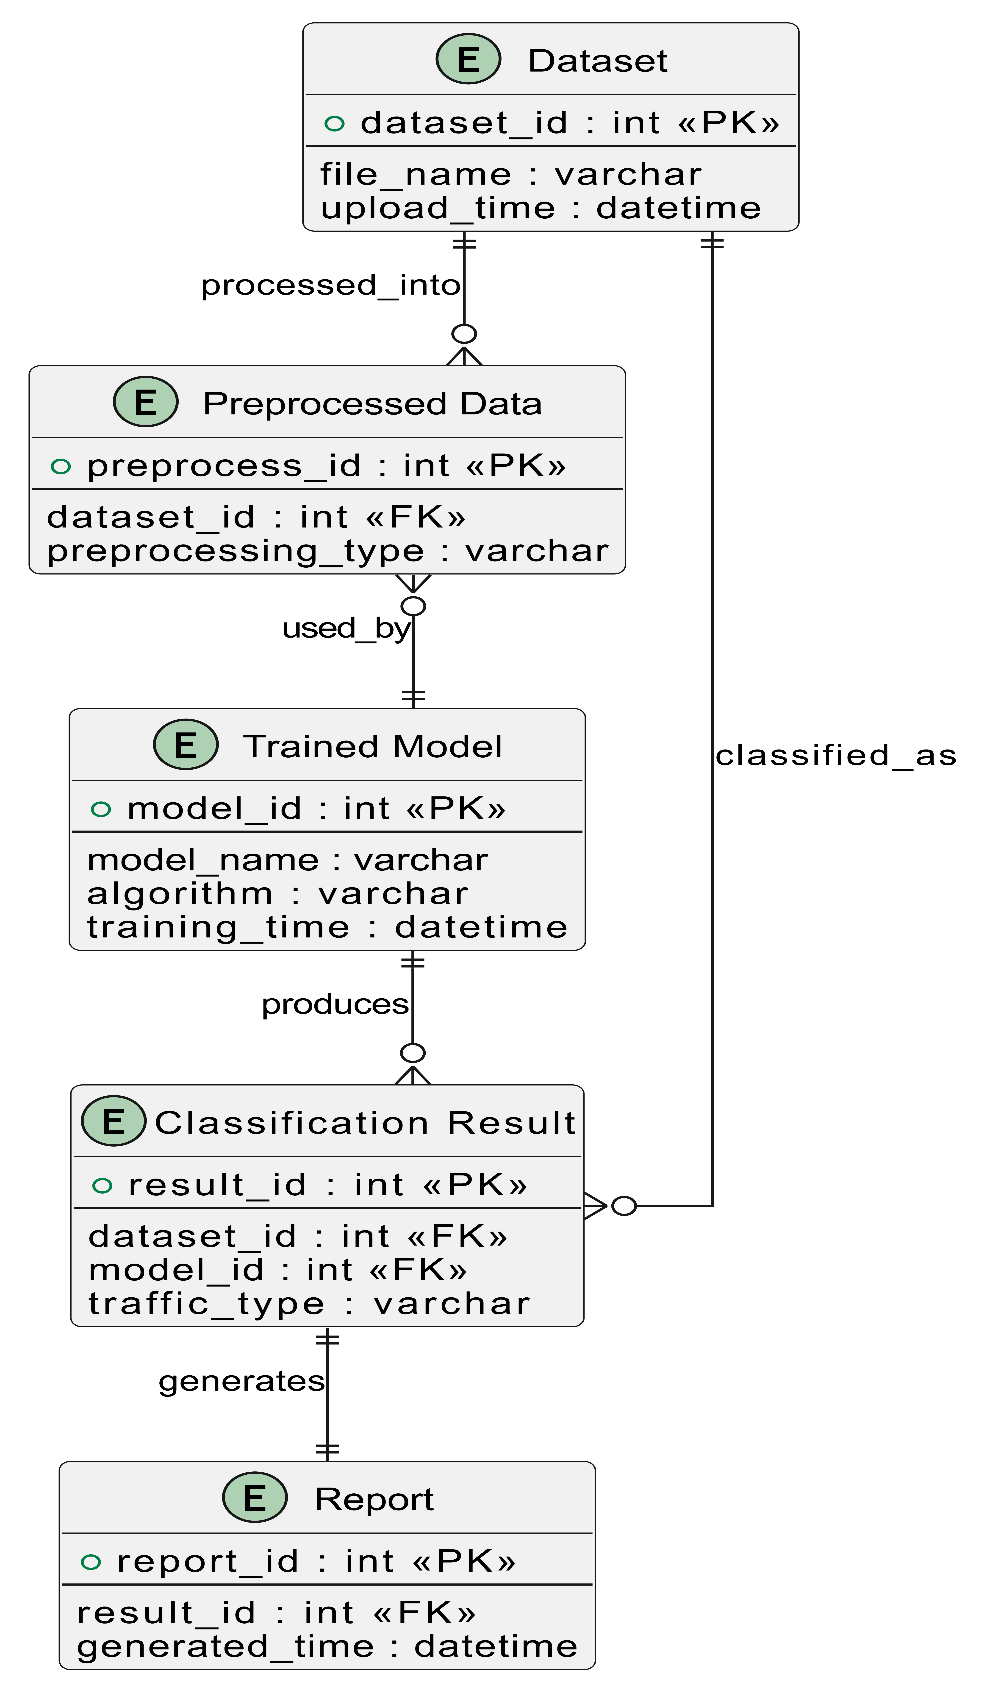 E Dataset
dataset_id : int «PK»
file_name : varchar
upload_time : datetime
processed_into
E Preprocessed Data
preprocess_id : int «PK»
dataset_id : int «FK»
preprocessing_type : varchar
used_by
E Trained Model
classified_as
model_id : int «PK»
model_name : varchar
algorithm : varchar
training_time : datetime
produces
E Classification Result
result_id : int «PK»
dataset_id : int «FK»
model_id : int «FK»
traffic_type : varchar
generates
E Report
report_id : int «PK»
result_id : int «FK»
generated_time : datetime